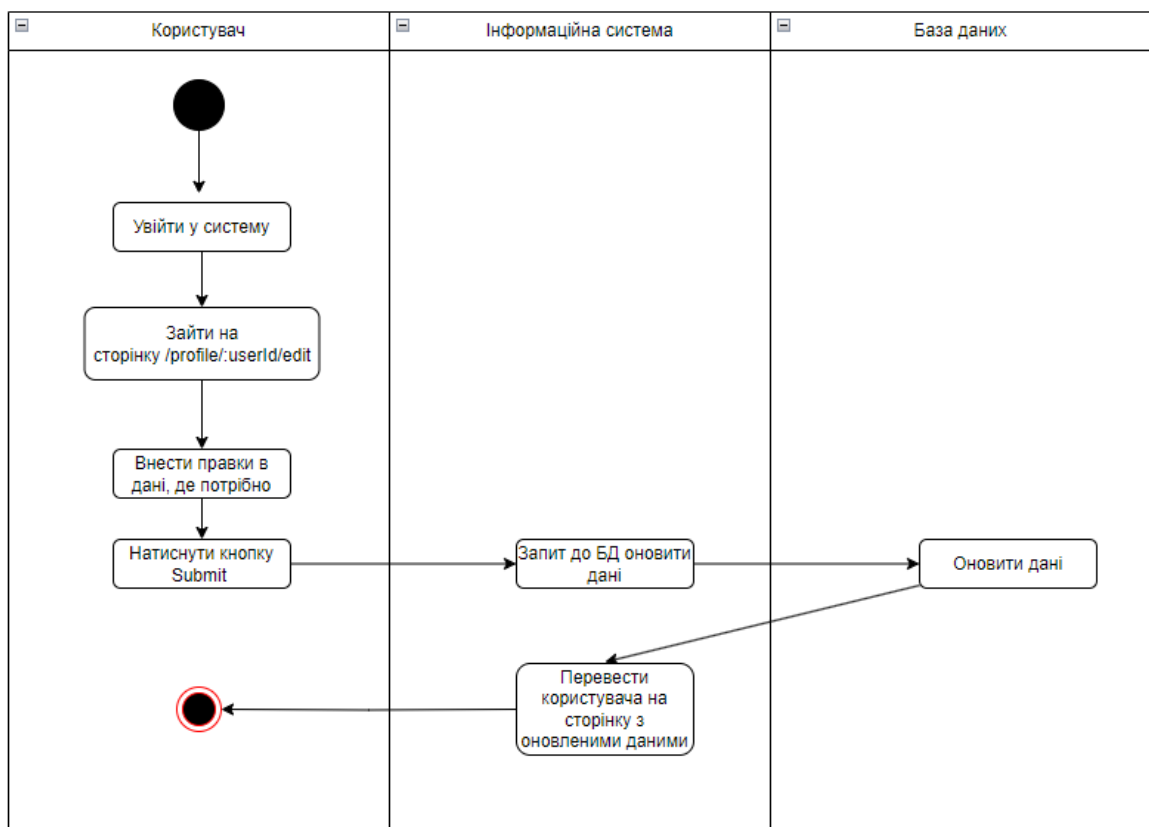 Користувач
Інформаційна система
База даних
Увійти у систему
Зайти на
сторінку /profile/:userId/edit
Внести правки в
дані, де потрібно
Натиснути кнопку
Submit
Запит до БД оновити
дані
Оновити дані
Перевести
користувача на
сторінку з
оновленими даними